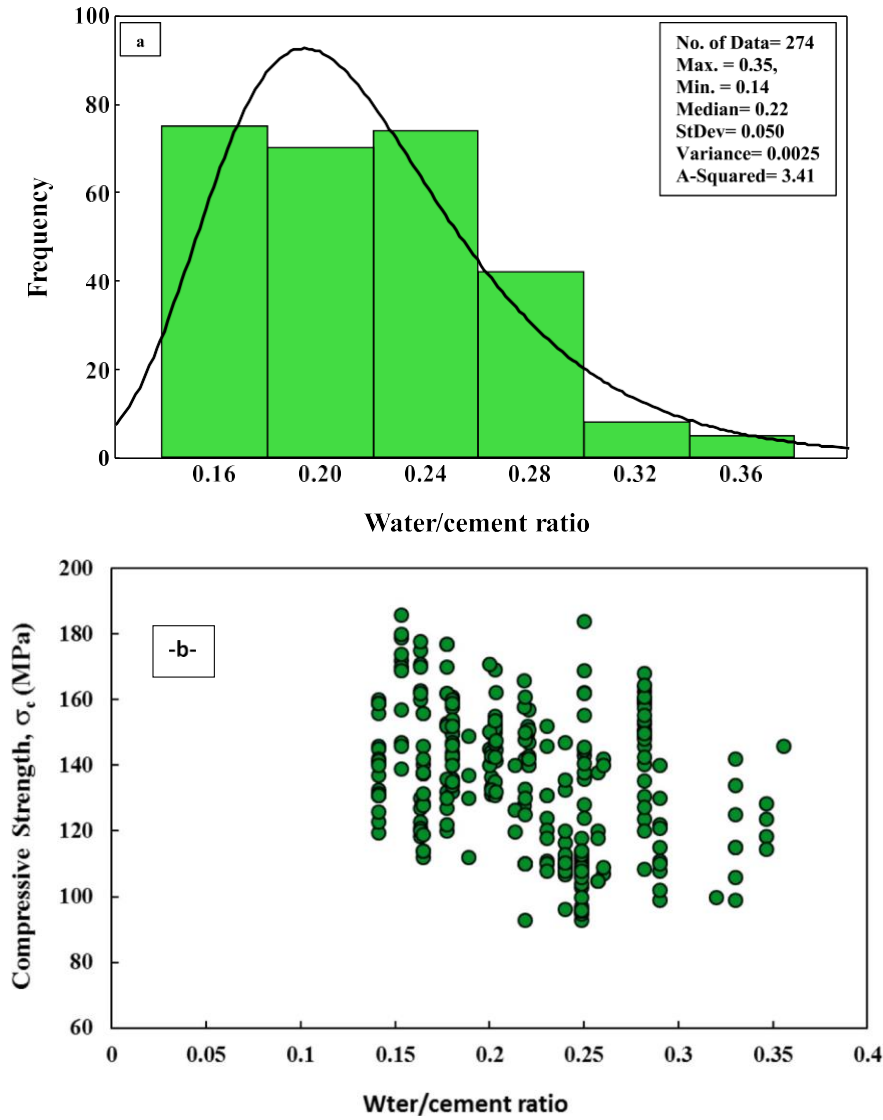 a
No. of Data= 274
Max. = 0.35,
Min. = 0.14
Median= 0.22
StDev= 0.050
Variance= 0.0025
A-Squared= 3.41
100
80
60
40
20
0
Frequency
0.16 0.20 0.24 0.28 0.32 0.36
Water/cement ratio
-b-
200
180
160
140
120
100
80
60
Compressive Strength, σc (MPa)
0 0.05 0.1 0.15 0.2 0.25 0.3 0.35 0.4
Wter/cement ratio